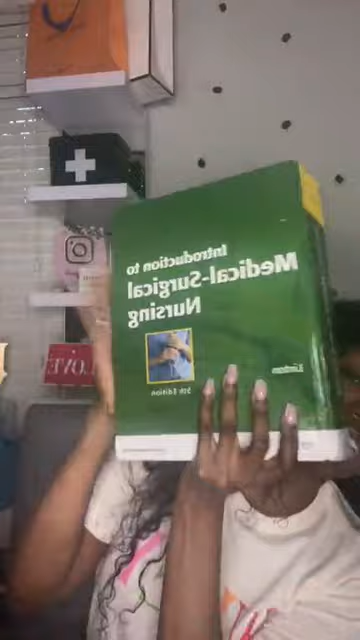 Introduction to
Medical-Surgical
Nursing
Linton
5th Edition
LOVE